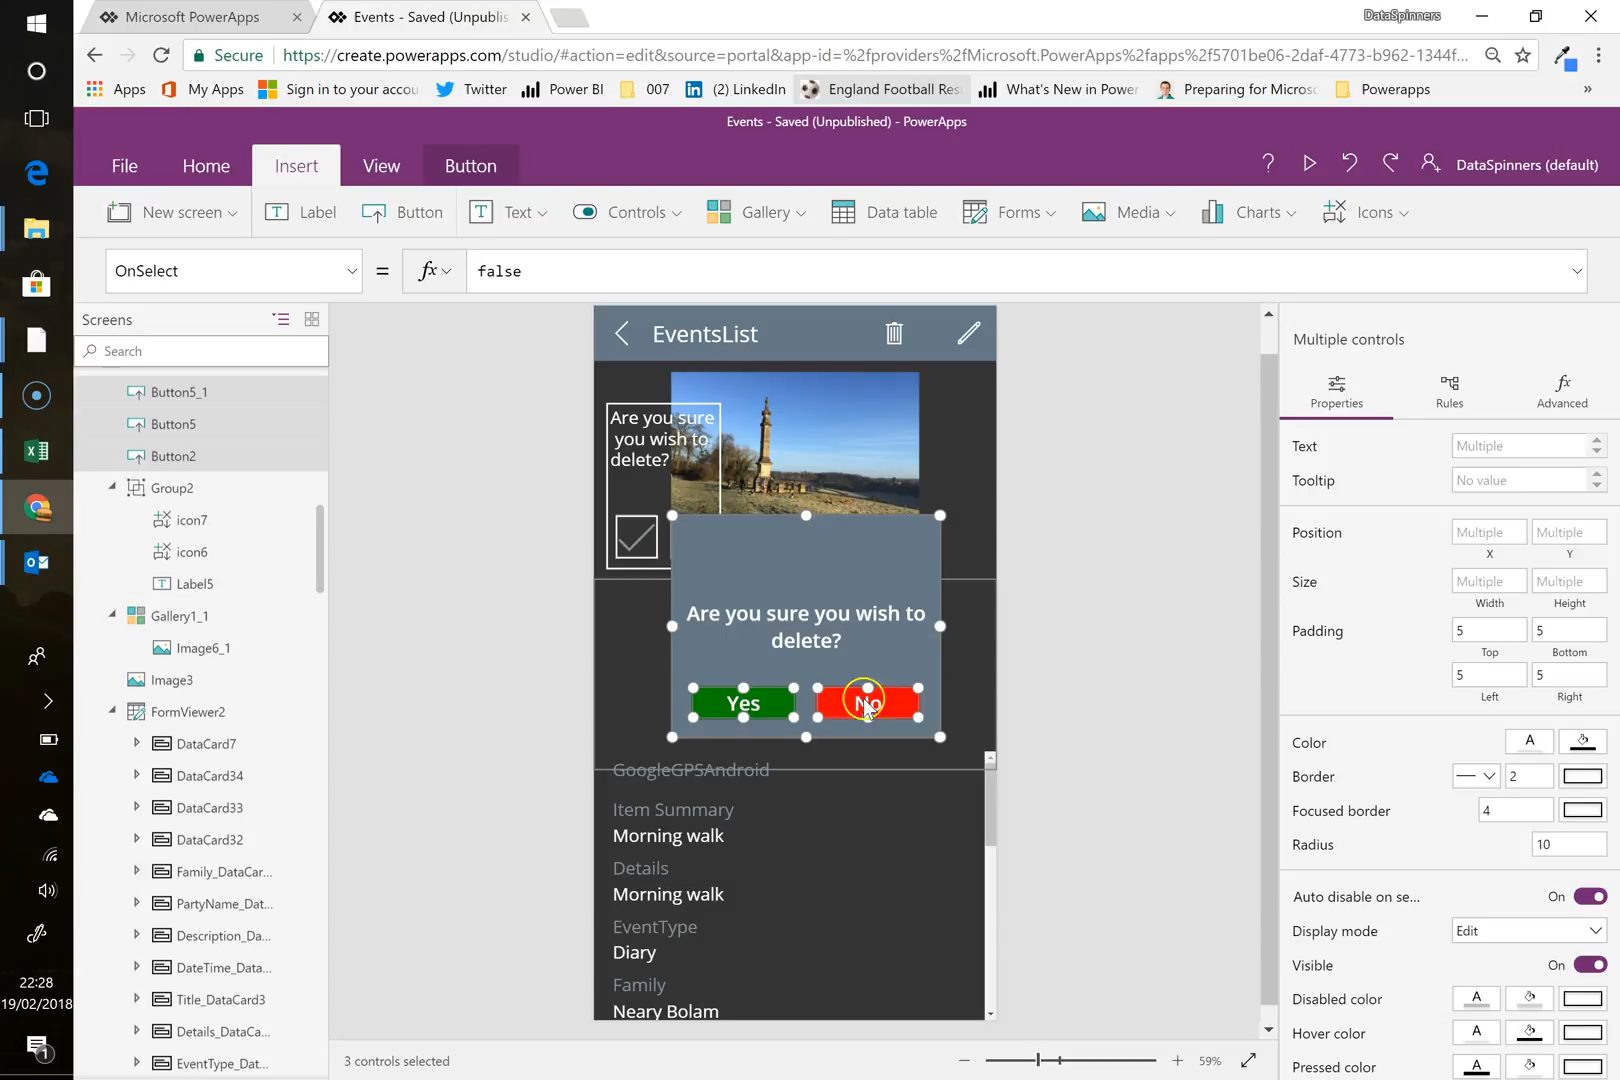 Microsoft PowerApps
Events - Saved (Unpublis
DataSpinners
Secure
https://create.powerapps.com/studio/#action=edit&source=portal&app-id=%2fproviders%2fMicrosoft.PowerApps%2fapps%2f5701be06-2daf-4773-b962-1344f...
Apps
My Apps
Sign in to your accou
Twitter
Power BI
007
(2) LinkedIn
England Football Res
What's New in Power
Preparing for Microso
Powerapps
»
Events - Saved (Unpublished) - PowerApps
File
Home
Insert
View
Button
?
DataSpinners (default)
New screen
Label
Button
Text
Controls
Gallery
Data table
Forms
Media
Charts
Icons
OnSelect
=
fx
false
Screens
Search
Button5_1
Button5
Button2
Group2
icon7
icon6
Label5
Gallery1_1
Image6_1
Image3
FormViewer2
DataCard7
DataCard34
DataCard33
DataCard32
Family_DataCar...
PartyName_Dat...
Description_Da...
DateTime_Data...
Title_DataCard3
Details_DataCa...
EventType_Dat...
EventsList
Are you sure
you wish to
delete?
Are you sure you wish to
delete?
Yes
No
GoogleGPSAndroid
Item Summary
Morning walk
Details
Morning walk
EventType
Diary
Family
Neary Bolam
3 controls selected
59%
Multiple controls
Properties
Rules
fx
Advanced
Text
Multiple
Tooltip
No value
Position
Multiple
Multiple
X
Y
Size
Multiple
Multiple
Width
Height
Padding
5
5
Top
Bottom
5
5
Left
Right
Color
A
Border
2
Focused border
4
Radius
10
Auto disable on se...
On
Display mode
Edit
Visible
On
Disabled color
A
Hover color
A
Pressed color
A
22:28
19/02/2018
1